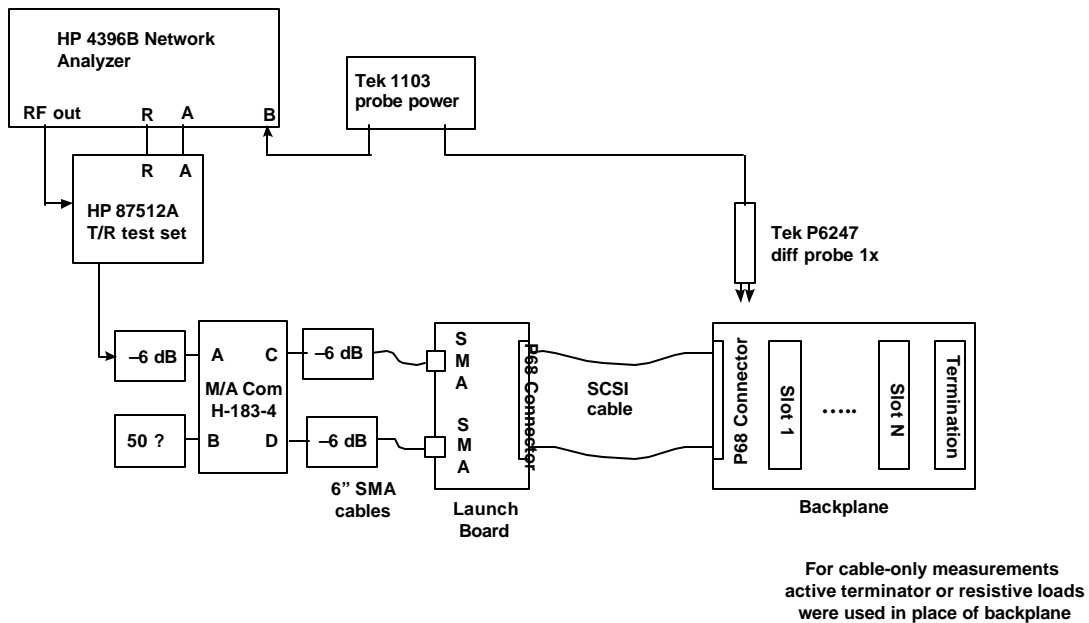 HP 4396B Network
Analyzer
RF out
R
A
B
Tek 1103
probe power
R
A
HP 87512A
T/R test set
Tek P6247
diff probe 1x
–6 dB
A
C
–6 dB
M/A Com
H-183-4
50 ?
B
D
–6 dB
6” SMA
cables
SMA
SMA
P68 Connector
Launch
Board
SCSI
cable
P68 Connector
Slot 1
.....
Slot N
Termination
Backplane
For cable-only measurements
active terminator or resistive loads
were used in place of backplane